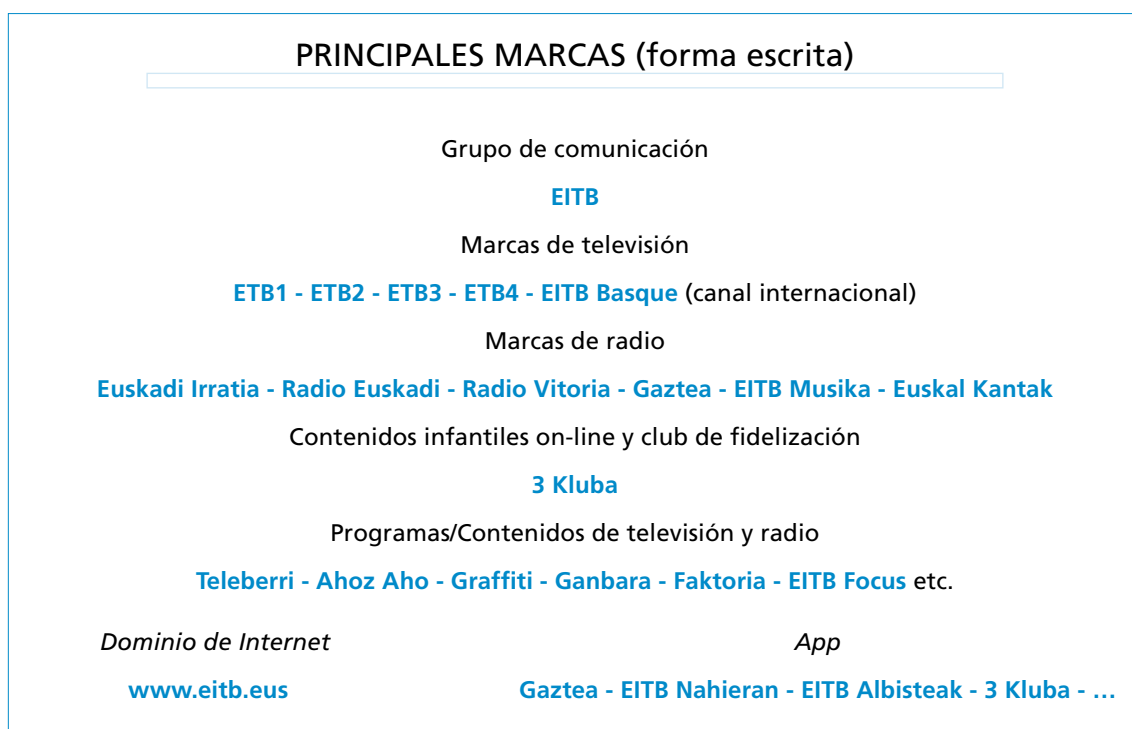 PRINCIPALES MARCAS (forma escrita)
Grupo de comunicación
EITB
Marcas de televisión
ETB1 - ETB2 - ETB3 - ETB4 - EITB Basque (canal internacional)
Marcas de radio
Euskadi Irratia - Radio Euskadi - Radio Vitoria - Gaztea - EITB Musika - Euskal Kantak
Contenidos infantiles on-line y club de fidelización
3 Kluba
Programas/Contenidos de televisión y radio
Teleberri - Ahoz Aho - Graffiti - Ganbara - Faktoria - EITB Focus etc.
Dominio de Internet
www.eitb.eus
App
Gaztea - EITB Nahieran - EITB Albisteak - 3 Kluba - …